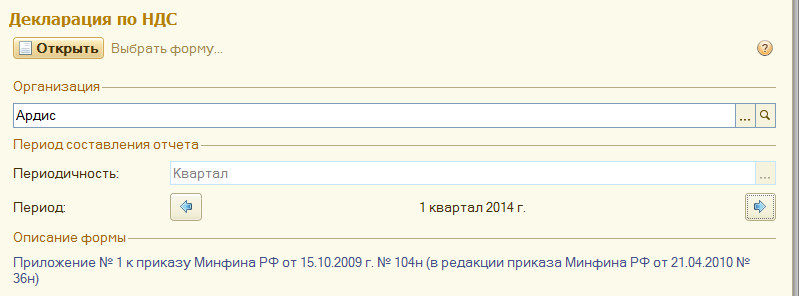 Декларация по НДС
Открыть Выбрать форму... ?
Организация
Ардис ...
Период составления отчета
Периодичность: Квартал ...
Период: 1 квартал 2014 г.
Описание формы
Приложение № 1 к приказу Минфина РФ от 15.10.2009 г. № 104н (в редакции приказа Минфина РФ от 21.04.2010 №
36н)